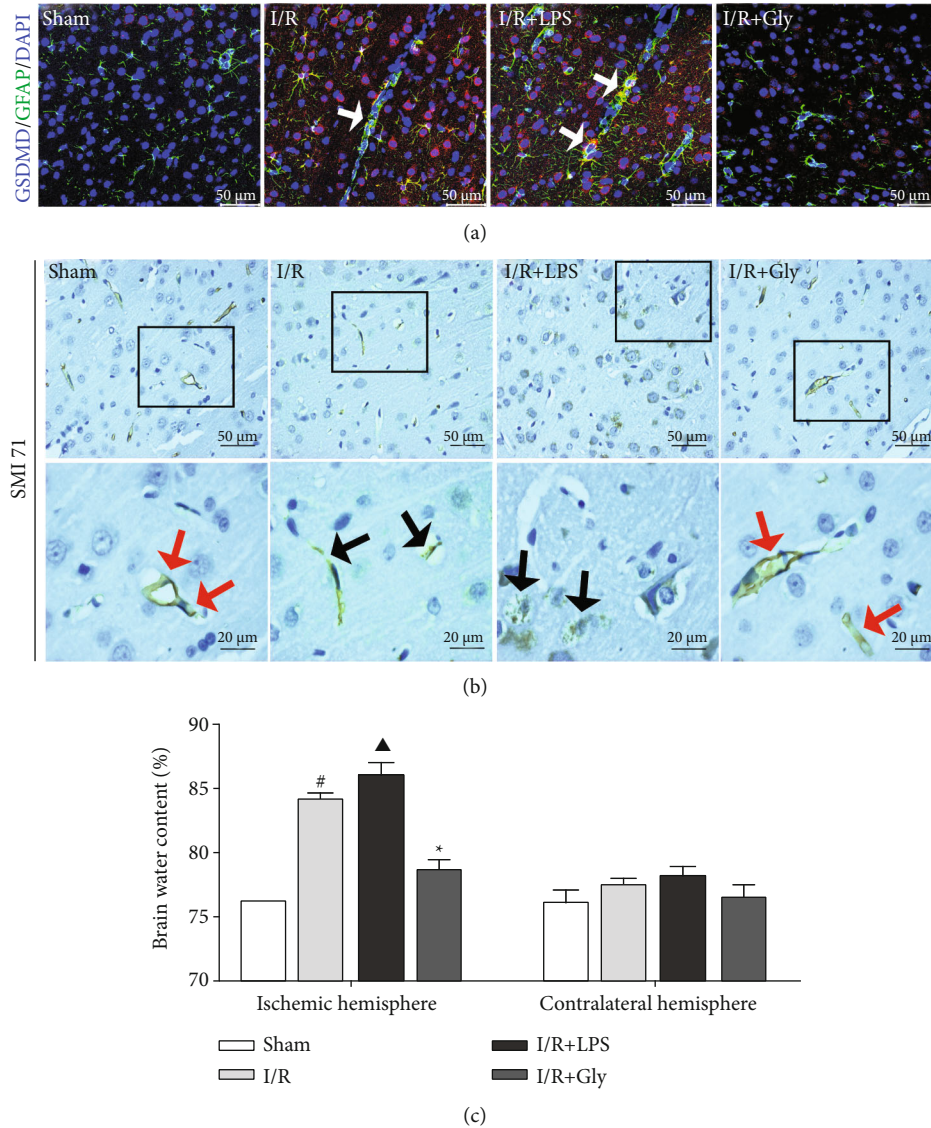 GSDMD/GFAP/DAPI
Sham
I/R
I/R+LPS
I/R+Gly
50 μm
50 μm
50 μm
50 μm
(a)
SMI 71
Sham
I/R
I/R+LPS
I/R+Gly
50 μm
50 μm
50 μm
50 μm
20 μm
20 μm
20 μm
20 μm
(b)
Brain water content (%)
90
85
80
75
70
#
▲
*
Ischemic hemisphere
Contralateral hemisphere
Sham
I/R
I/R+LPS
I/R+Gly
(c)